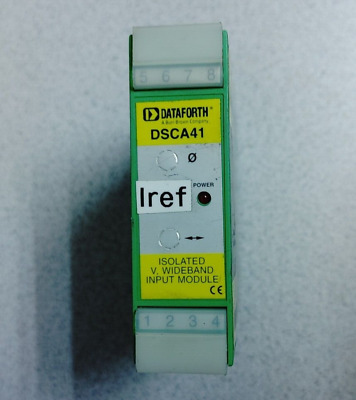 5 6 7 8
DATAFORTH®
A Burr-Brown Company
DSCA41
Ø
POWER
Iref
ISOLATED
V. WIDEBAND
INPUT MODULE
CE
1 2 3 4